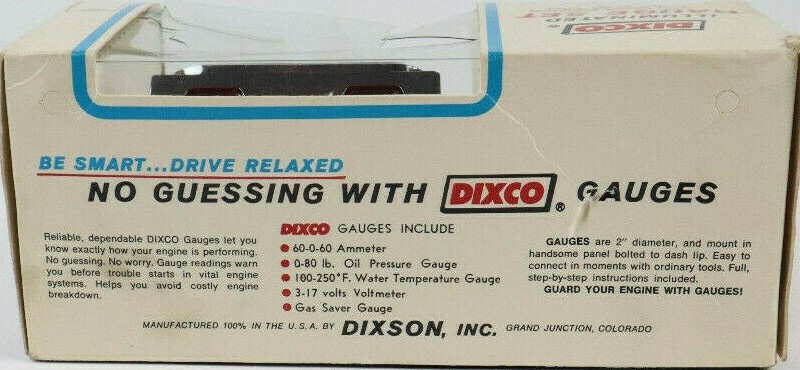 DIXCO®
ILLUMINATED
GAUGE SET
BE SMART...DRIVE RELAXED
NO GUESSING WITH DIXCO® GAUGES
Reliable, dependable DIXCO Gauges let you
know exactly how your engine is performing.
No guessing. No worry. Gauge readings warn
you before trouble starts in vital engine
systems. Helps you avoid costly engine
breakdown.
DIXCO GAUGES INCLUDE
● 60-0-60 Ammeter
● 0-80 lb. Oil Pressure Gauge
● 100-250°F. Water Temperature Gauge
● 3-17 volts Voltmeter
● Gas Saver Gauge
GAUGES are 2" diameter, and mount in
handsome panel bolted to dash lip. Easy to
connect in moments with ordinary tools. Full,
step-by-step instructions included.
GUARD YOUR ENGINE WITH GAUGES!
MANUFACTURED 100% IN THE U.S.A. BY DIXSON, INC. GRAND JUNCTION, COLORADO